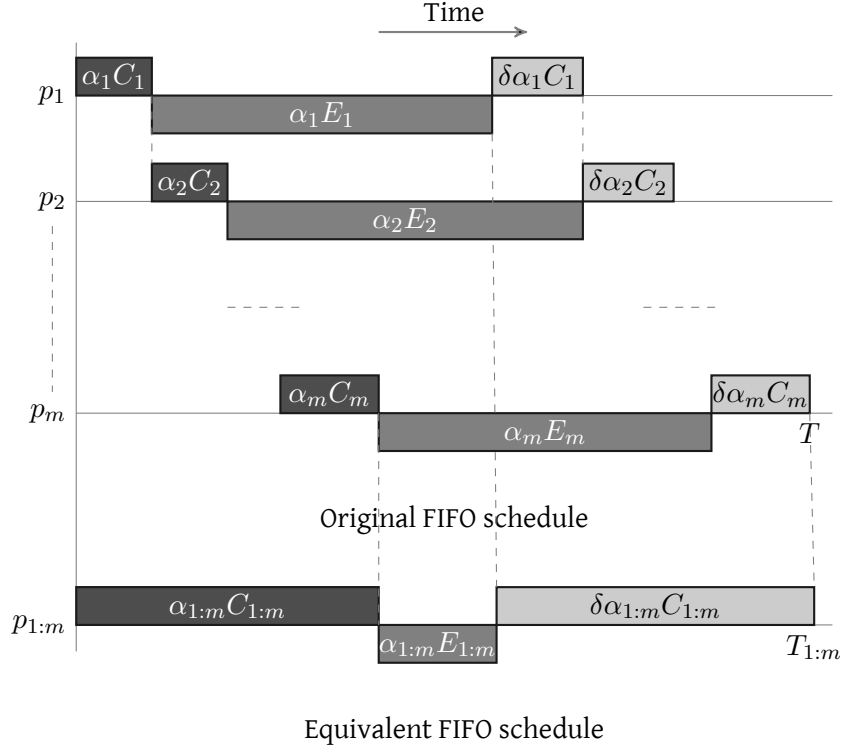 Time
α₁C₁ δα₁C₁
p₁
α₁E₁
α₂C₂ δα₂C₂
p₂
α₂E₂
αₘCₘ δαₘCₘ
pₘ
αₘEₘ T
Original FIFO schedule
α₁:ₘC₁:ₘ δα₁:ₘC₁:ₘ
p₁:ₘ
α₁:ₘE₁:ₘ T₁:ₘ
Equivalent FIFO schedule